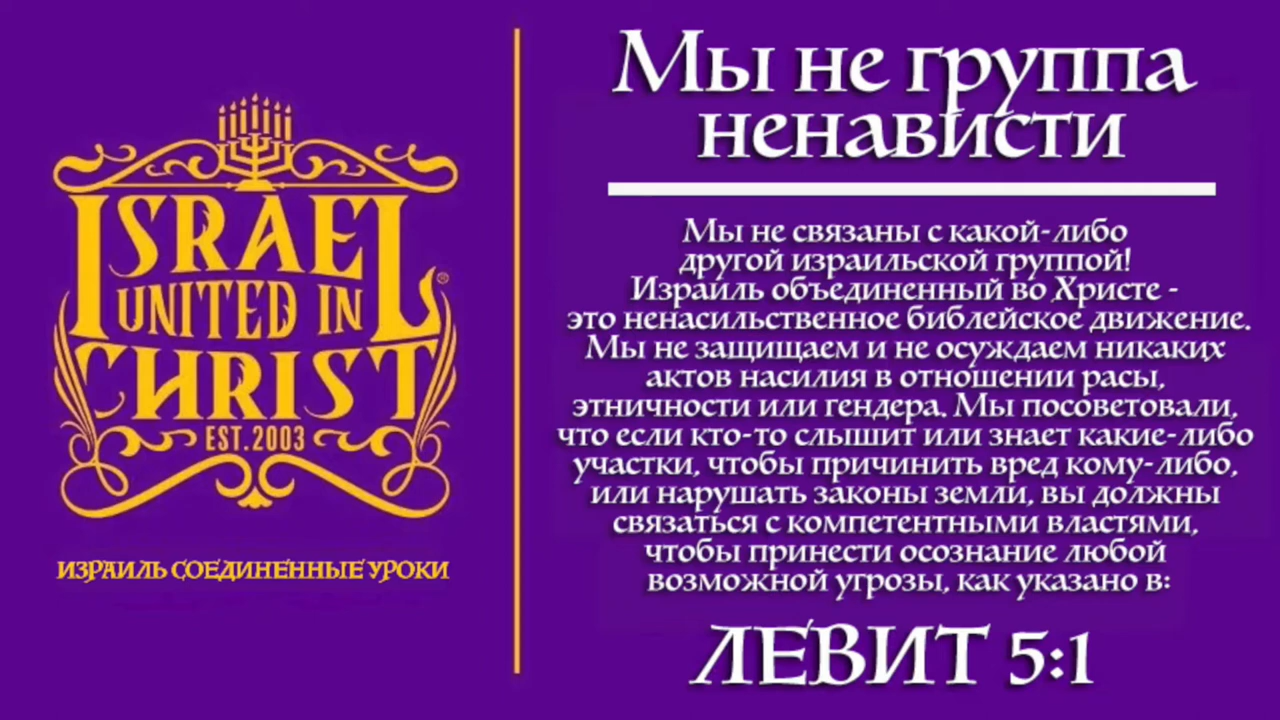 ISRAEL
UNITED IN
CHRIST
EST. 2003
ИЗРАИЛЬ СОЕДИНЕННЫЕ УРОКИ
Мы не группа
ненависти
Мы не связаны с какой-либо
другой израильской группой!
Израиль объединенный во Христе -
это ненасильственное библейское движение.
Мы не защищаем и не осуждаем никаких
актов насилия в отношении расы,
этничности или гендера. Мы посоветовали,
что если кто-то слышит или знает какие-либо
участки, чтобы причинить вред кому-либо,
или нарушать законы земли, вы должны
связаться с компетентными властями,
чтобы принести осознание любой
возможной угрозы, как указано в:
ЛЕВИТ 5:1